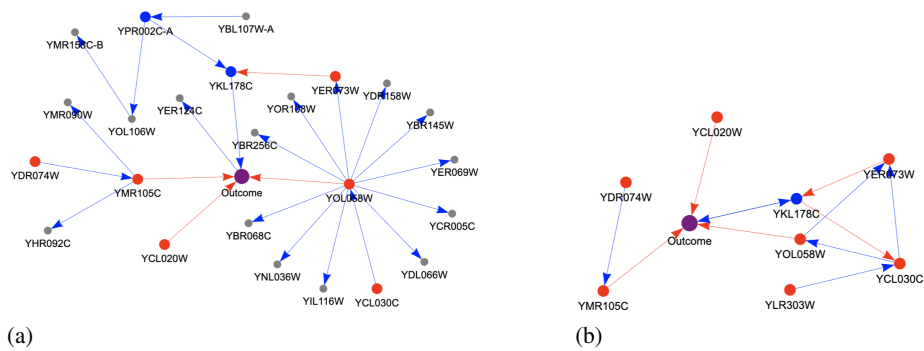 YPR002C-A
YBL107W-A
YMR158C-B
YKL178C
YER073W
YDR158W
YMR090W
YER124C
YOR108W
YOL106W
YBR145W
YBR256C
YDR074W
YER069W
YMR105C
Outcome
YOL058W
YHR092C
YBR068C
YCR005C
YCL020W
YNL036W
YDL066W
YIL116W
YCL030C
(a)
YCL020W
YER073W
YDR074W
YKL178C
Outcome
YOL058W
YCL030C
YMR105C
YLR303W
(b)